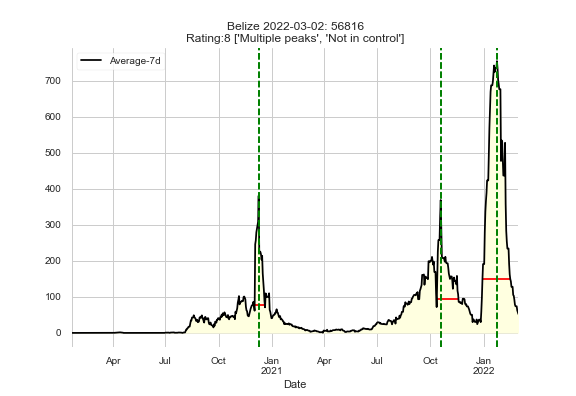 Belize 2022-03-02: 56816
Rating:8 ['Multiple peaks', 'Not in control']
Average-7d
700
600
500
400
300
200
100
0
Apr Jul Oct Jan Apr Jul Oct Jan
2021 2022
Date